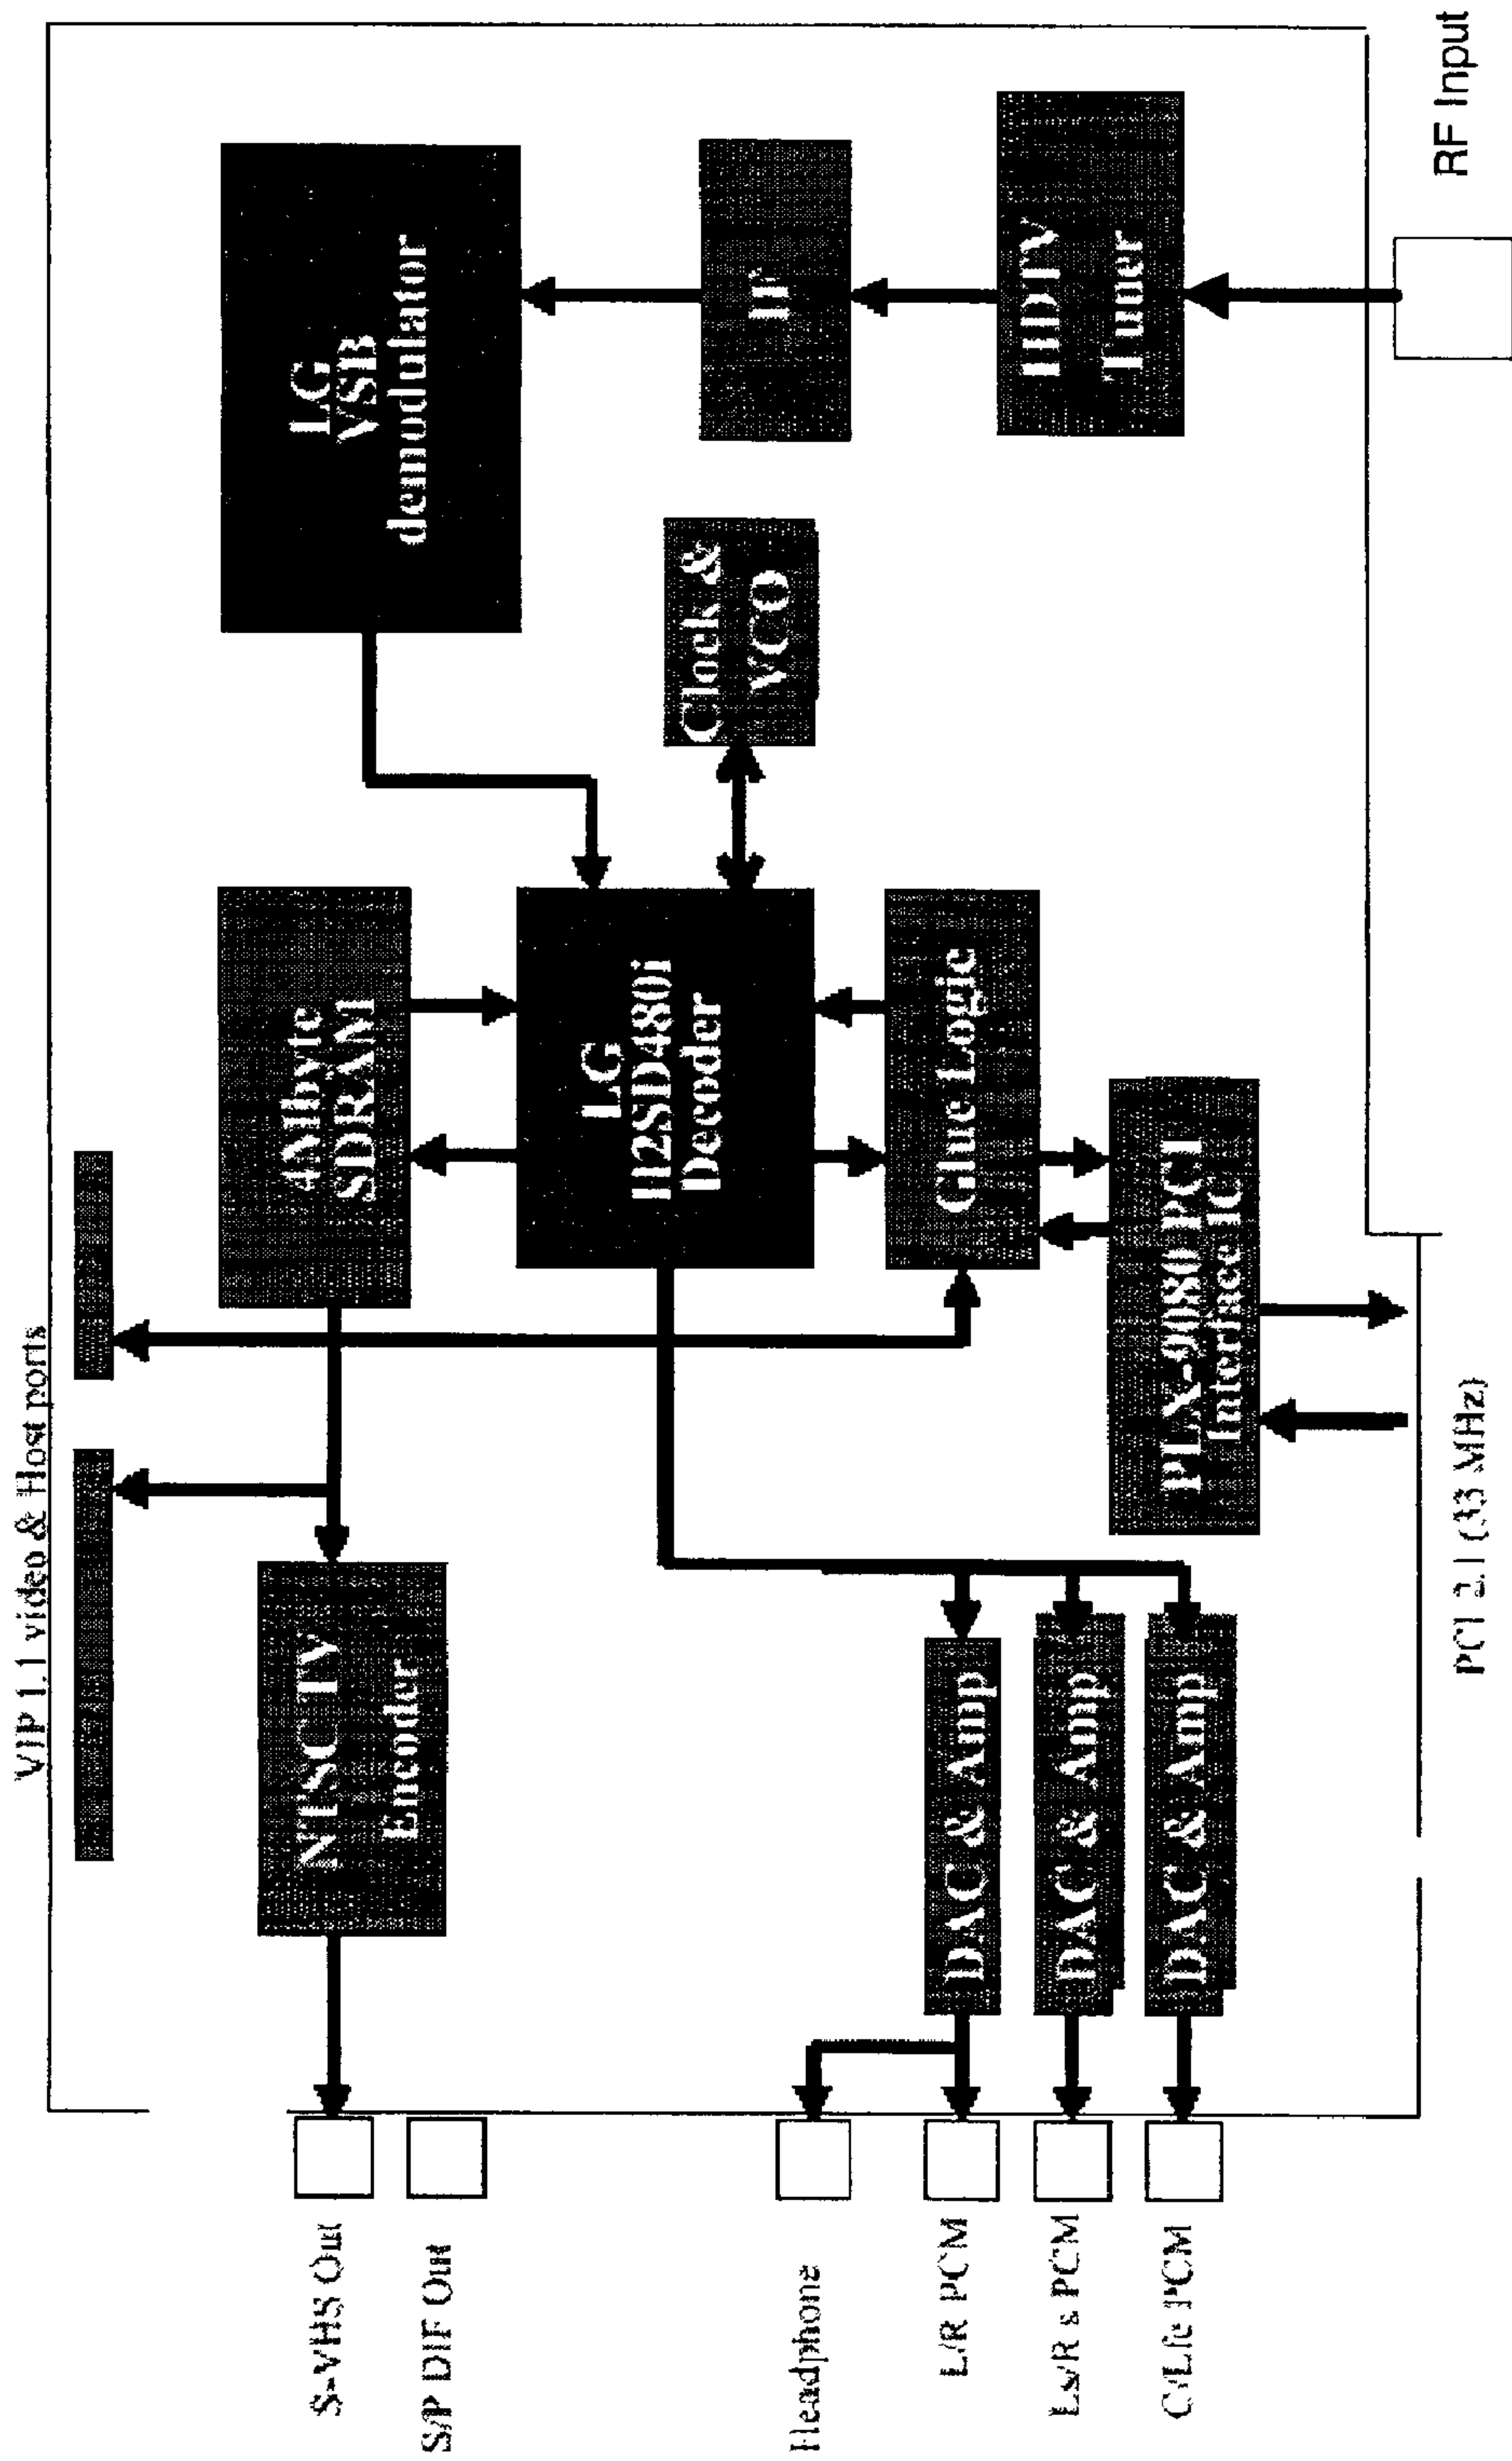 VIP 1.1 video & Host ports
LG
VSB
demodulator
4Mbyte
SDRAM
NTSC TV
Encoder
S-VHS Out
S/P DIF Out
IF
Clock &
VCO
LG
H2SD480i
Decoder
HDTV
Tuner
Glue Logic
Headphone
DAC & Amp
L/R PCM
DAC & Amp
Ls/R s PCM
PLX-9080 PCI
Interface IC
DAC & Amp
C/Lfe PCM
RF Input
PCI 2.1 (33 MHz)